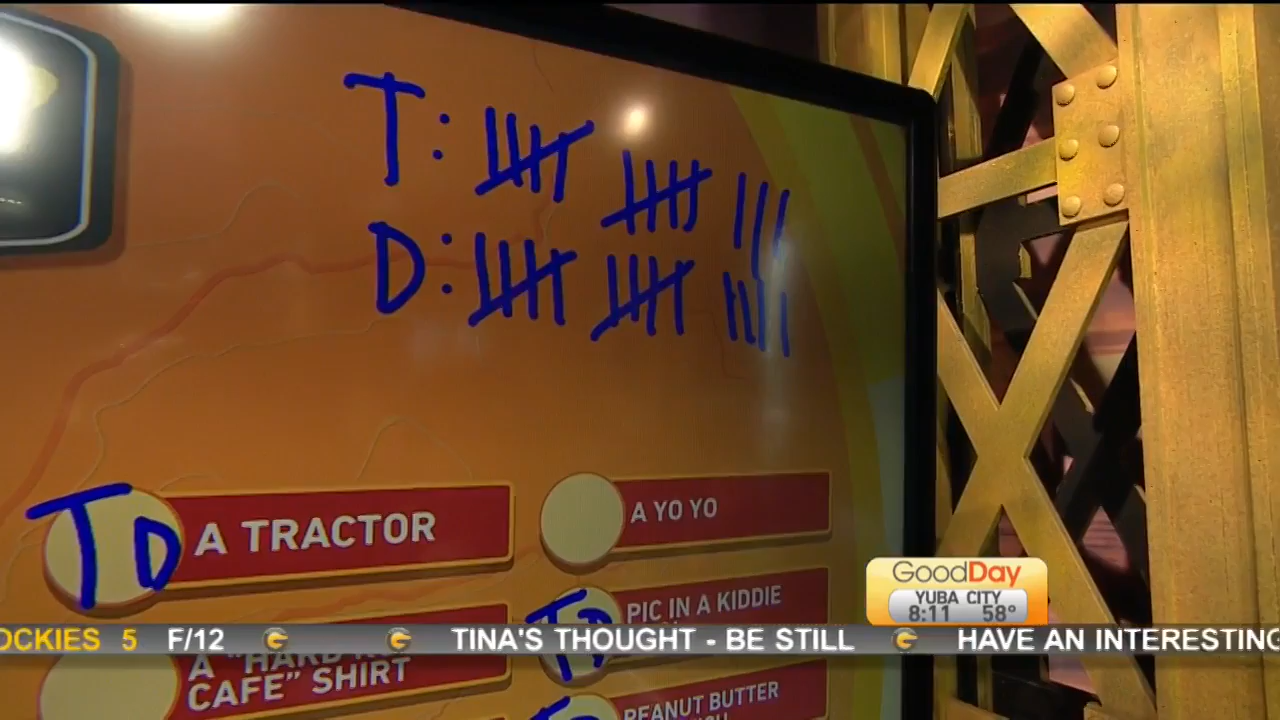 T:
D:
TD A TRACTOR
A YO YO
TD PIC IN A KIDDIE
A "HARD
CAFE" SHIRT
PEANUT BUTTER
GoodDay
YUBA CITY
8:11 58°
OCKIES 5 F/12 TINA'S THOUGHT - BE STILL HAVE AN INTERESTING